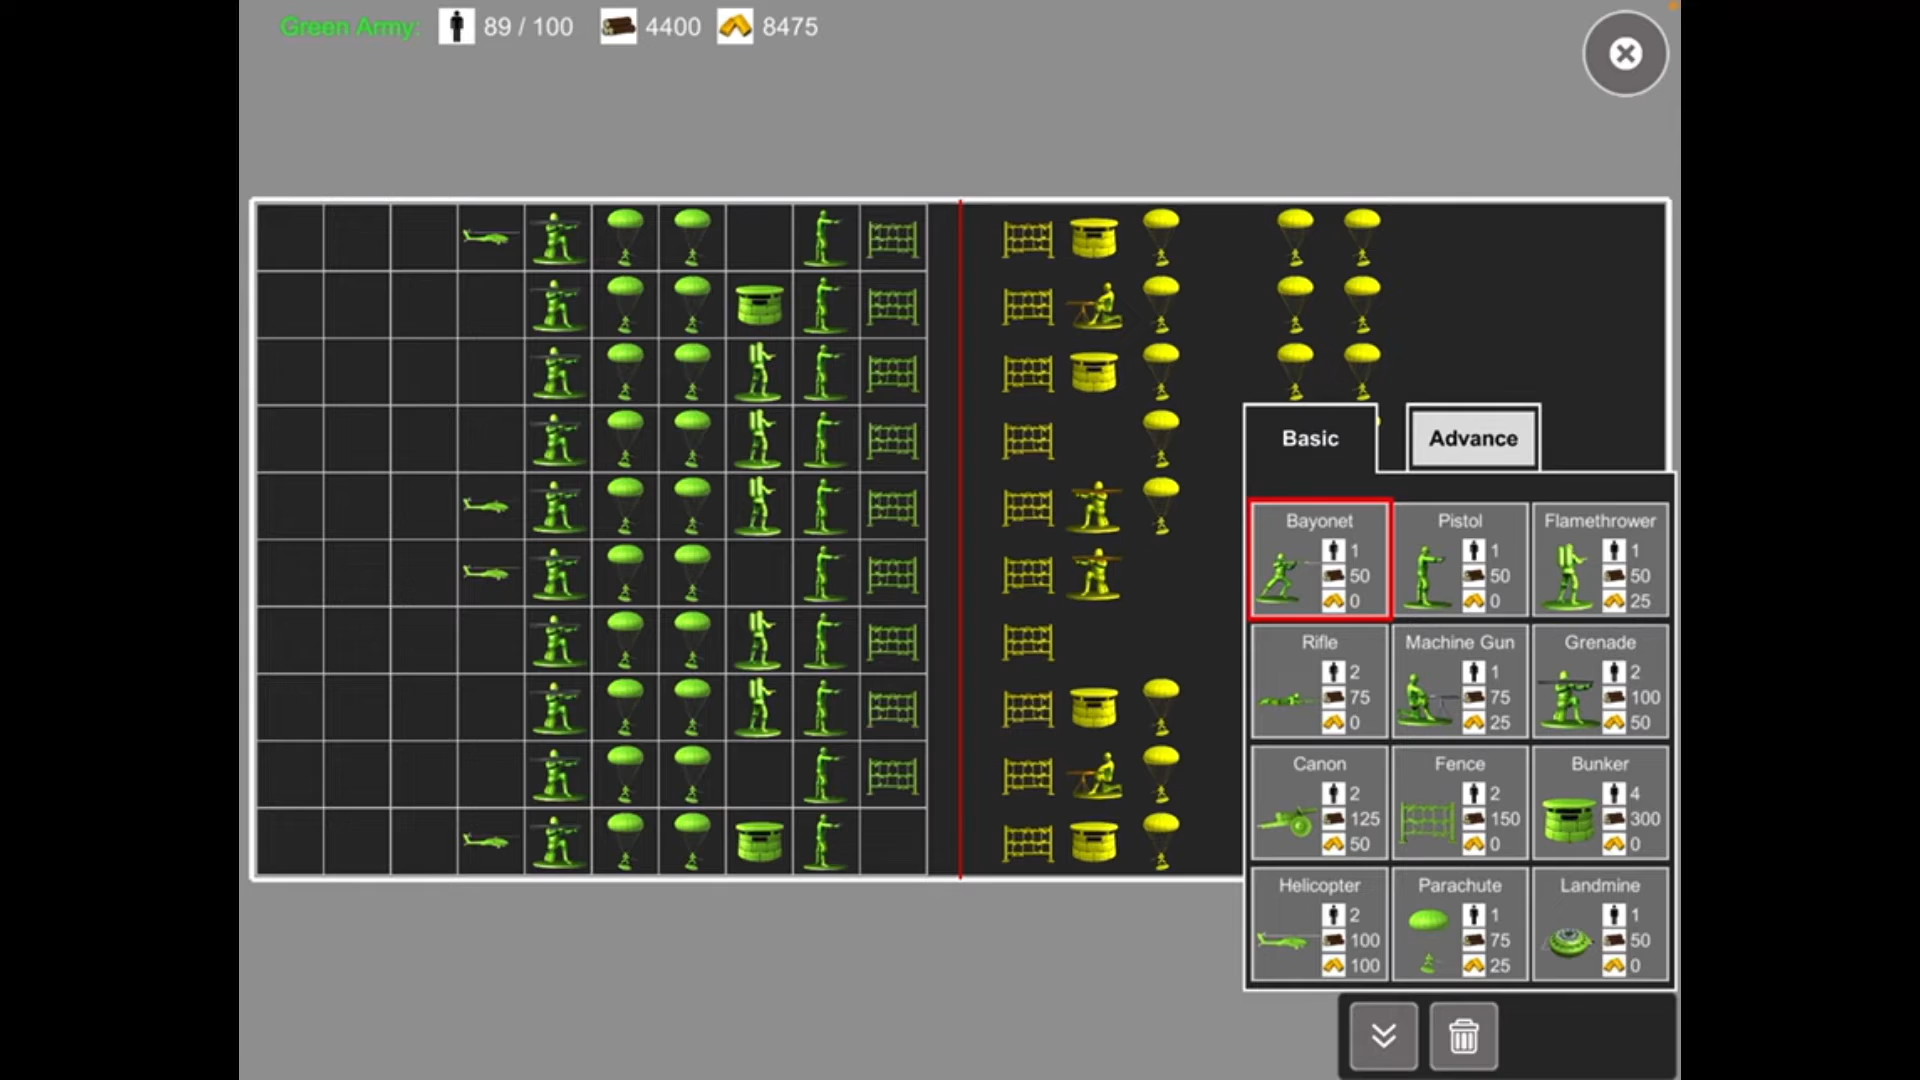 Green Army: 89 / 100 4400 8475
Basic Advance
Bayonet Pistol Flamethrower
1 1 1
50 50 50
0 0 25
Rifle Machine Gun Grenade
2 1 2
75 75 100
0 25 50
Canon Fence Bunker
2 2 4
125 150 300
50 0 0
Helicopter Parachute Landmine
2 1 1
100 75 50
100 25 0